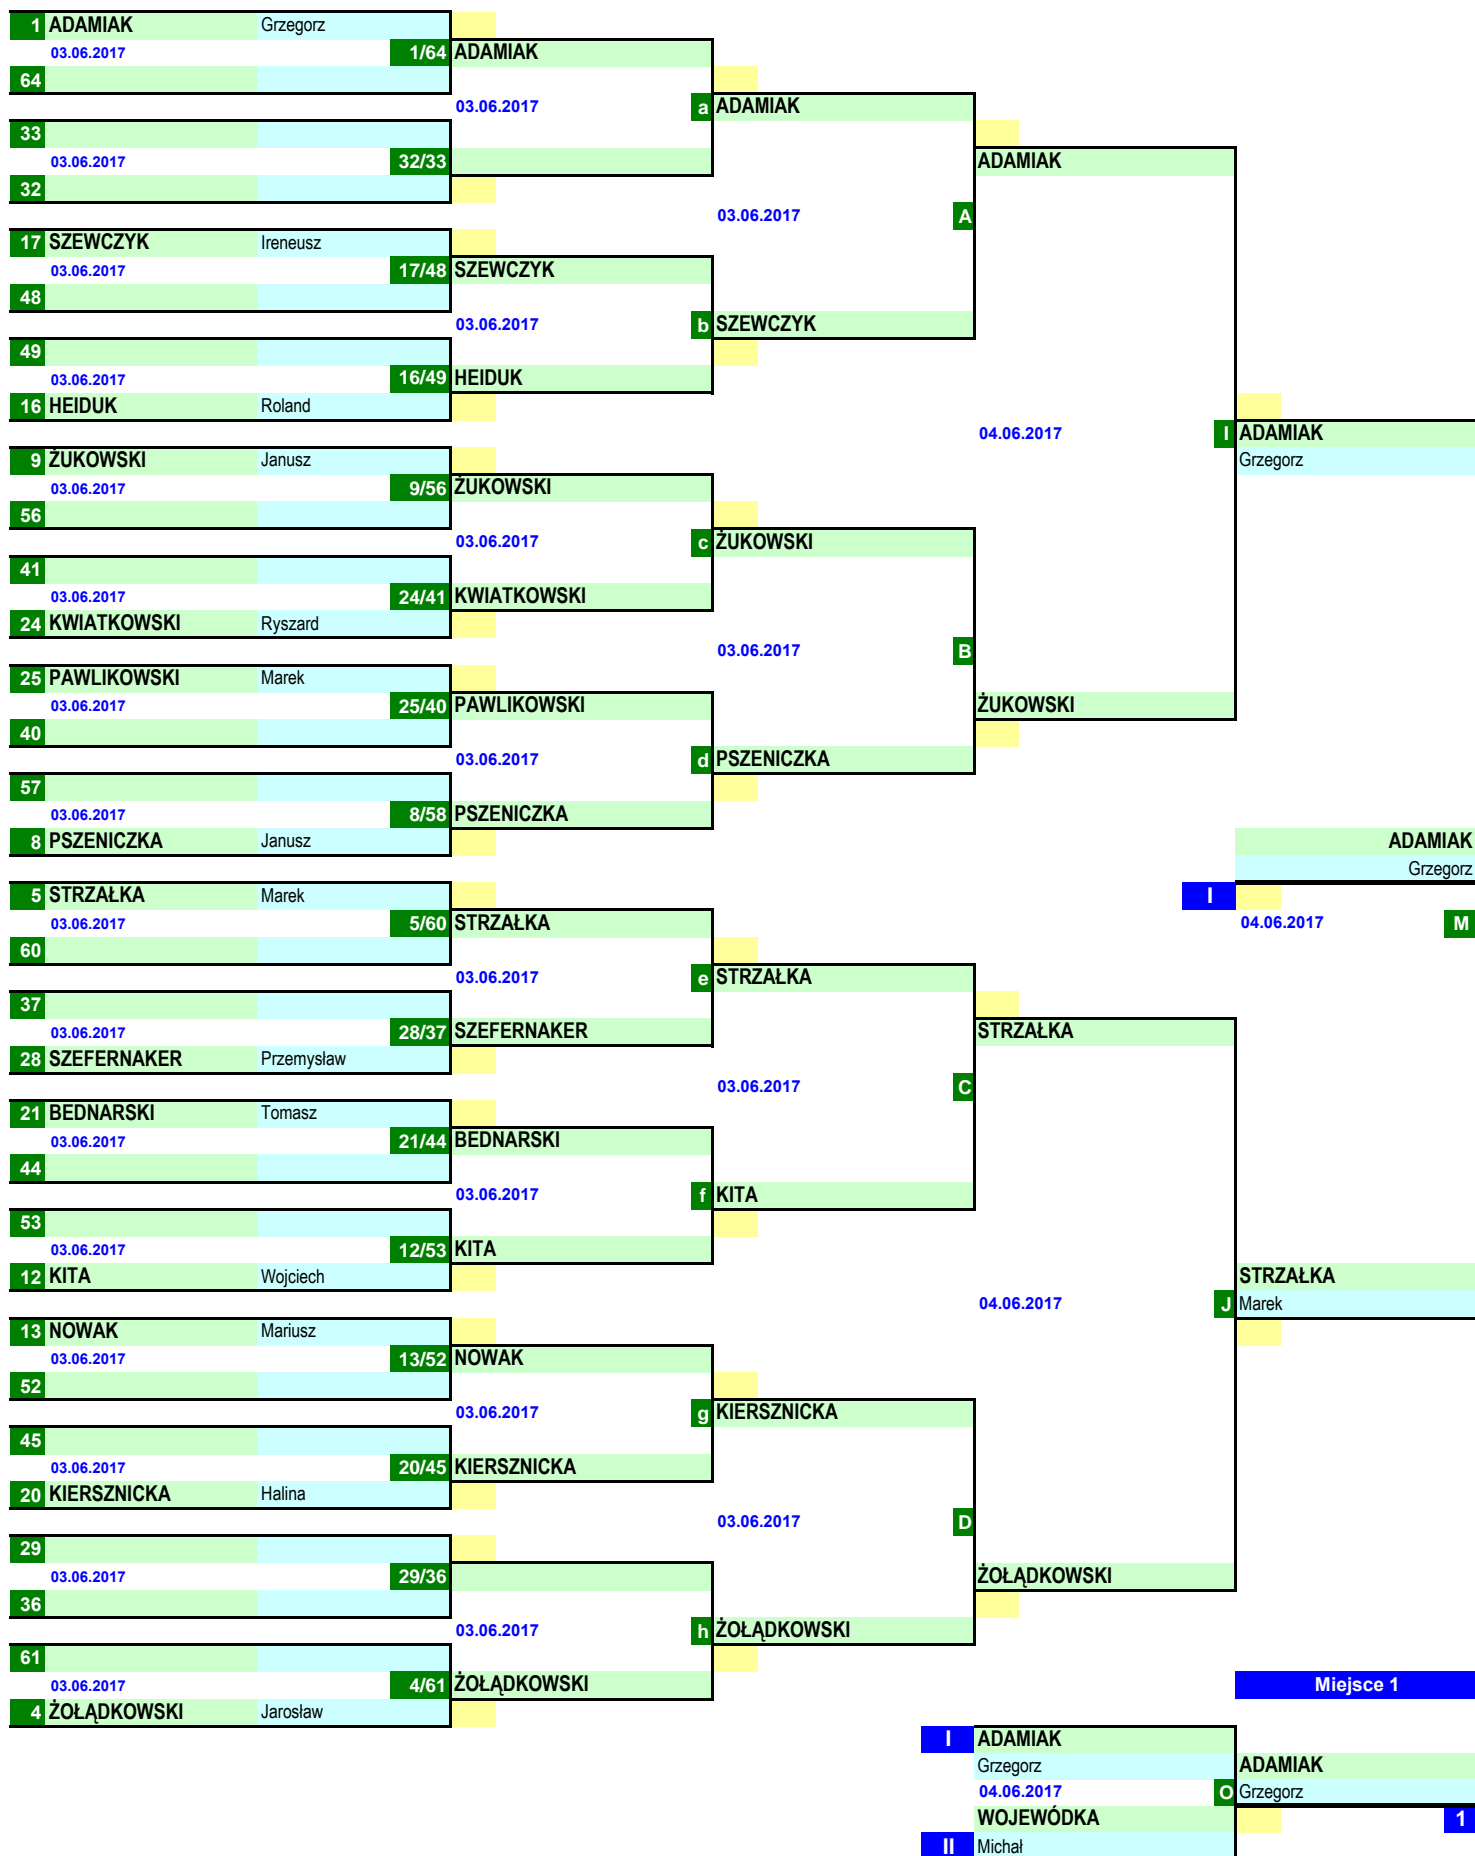 1 ADAMIAK Grzegorz
03.06.2017 1/64 ADAMIAK
64
03.06.2017 a ADAMIAK
33
03.06.2017 32/33 ADAMIAK
32
03.06.2017 A
17 SZEWCZYK Ireneusz
03.06.2017 17/48 SZEWCZYK
48
03.06.2017 b SZEWCZYK
49
03.06.2017 16/49 HEIDUK
16 HEIDUK Roland
04.06.2017 I ADAMIAK
9 ŻUKOWSKI Janusz Grzegorz
03.06.2017 9/56 ŻUKOWSKI
56
03.06.2017 c ŻUKOWSKI
41
03.06.2017 24/41 KWIATKOWSKI
24 KWIATKOWSKI Ryszard
03.06.2017 B
25 PAWLIKOWSKI Marek
03.06.2017 25/40 PAWLIKOWSKI ŻUKOWSKI
40
03.06.2017 d PSZENICZKA
57
03.06.2017 8/58 PSZENICZKA
8 PSZENICZKA Janusz ADAMIAK
Grzegorz
5 STRZAŁKA Marek I
03.06.2017 5/60 STRZAŁKA 04.06.2017 M
60
03.06.2017 e STRZAŁKA
37
03.06.2017 28/37 SZEFERNAKER STRZAŁKA
28 SZEFERNAKER Przemysław
03.06.2017 C
21 BEDNARSKI Tomasz
03.06.2017 21/44 BEDNARSKI
44
03.06.2017 f KITA
53
03.06.2017 12/53 KITA
12 KITA Wojciech STRZAŁKA
04.06.2017 J Marek
13 NOWAK Mariusz
03.06.2017 13/52 NOWAK
52
03.06.2017 g KIERSZNICKA
45
03.06.2017 20/45 KIERSZNICKA
20 KIERSZNICKA Halina
03.06.2017 D
29
03.06.2017 29/36 ŻOŁĄDKOWSKI
36
03.06.2017 h ŻOŁĄDKOWSKI
61
03.06.2017 4/61 ŻOŁĄDKOWSKI Miejsce 1
4 ŻOŁĄDKOWSKI Jarosław
I ADAMIAK
Grzegorz ADAMIAK
04.06.2017 O Grzegorz
WOJEWÓDKA 1
II Michał